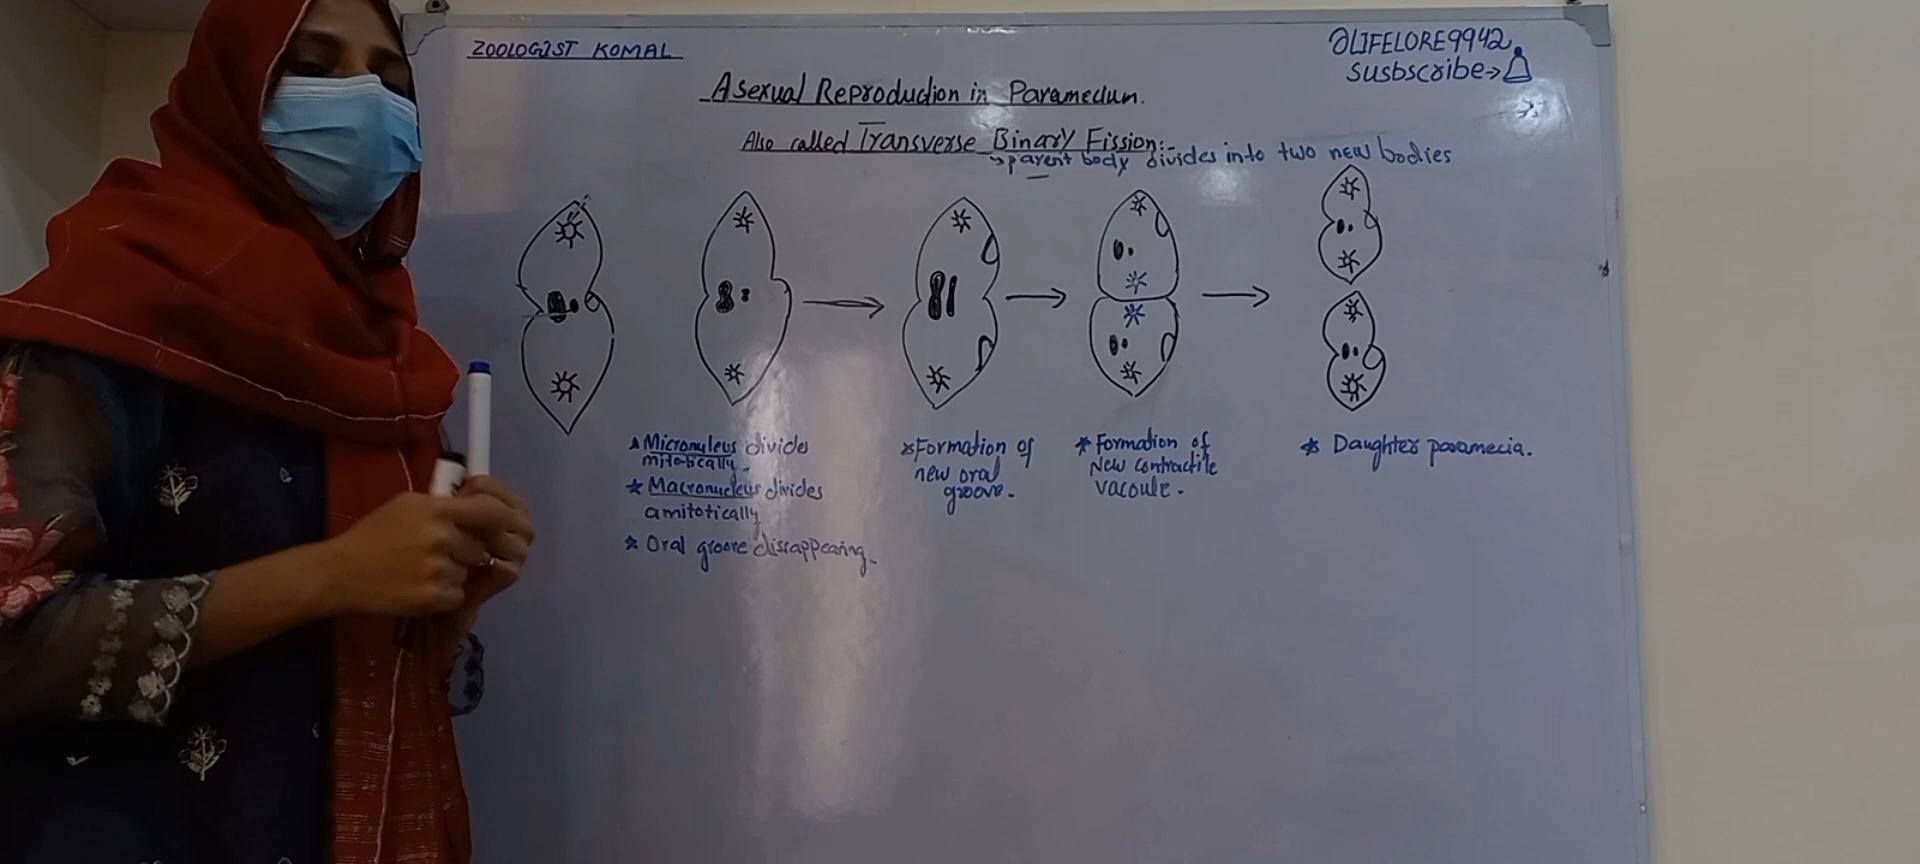 ZOOLOGIST KOMAL
@LIFELORE9942
Susbscribe→
Asexual Reproduction in Paramecium.
Also called Transverse Binary Fission:-
→ parent body divides into two new bodies
* Micronuleus divides
mitotically.
* Macronucleus divides
amitotically
* Oral groove dissappearing.
* Formation of
new oral
groove.
* Formation of
New contractile
vacoule.
* Daughter paramecia.